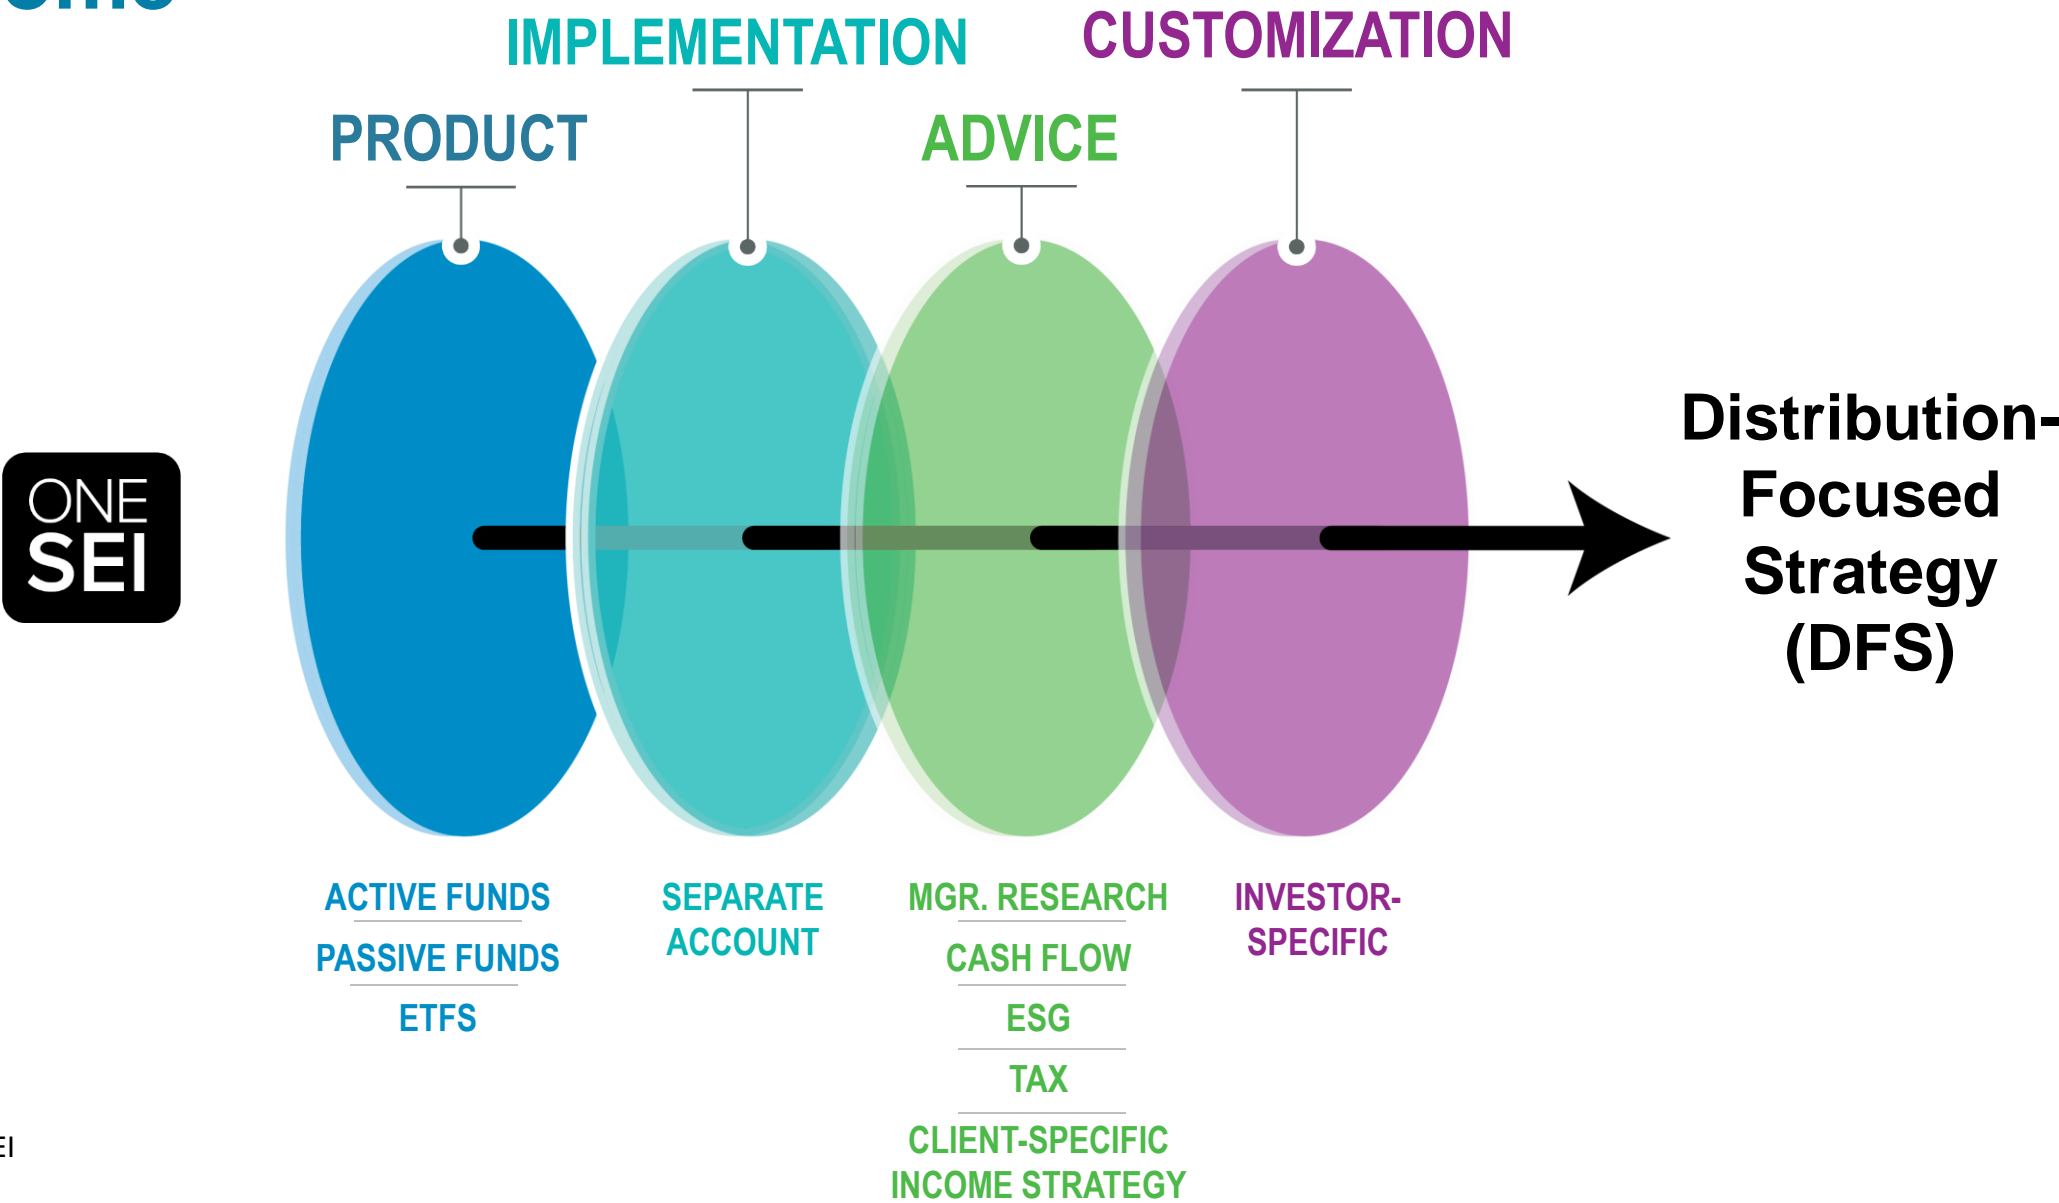 IMPLEMENTATION
CUSTOMIZATION
PRODUCT
ADVICE
ONE
SEI
Distribution-
Focused
Strategy
(DFS)
ACTIVE FUNDS
PASSIVE FUNDS
ETFS
SEPARATE
ACCOUNT
MGR. RESEARCH
CASH FLOW
ESG
TAX
CLIENT-SPECIFIC
INCOME STRATEGY
INVESTOR-
SPECIFIC